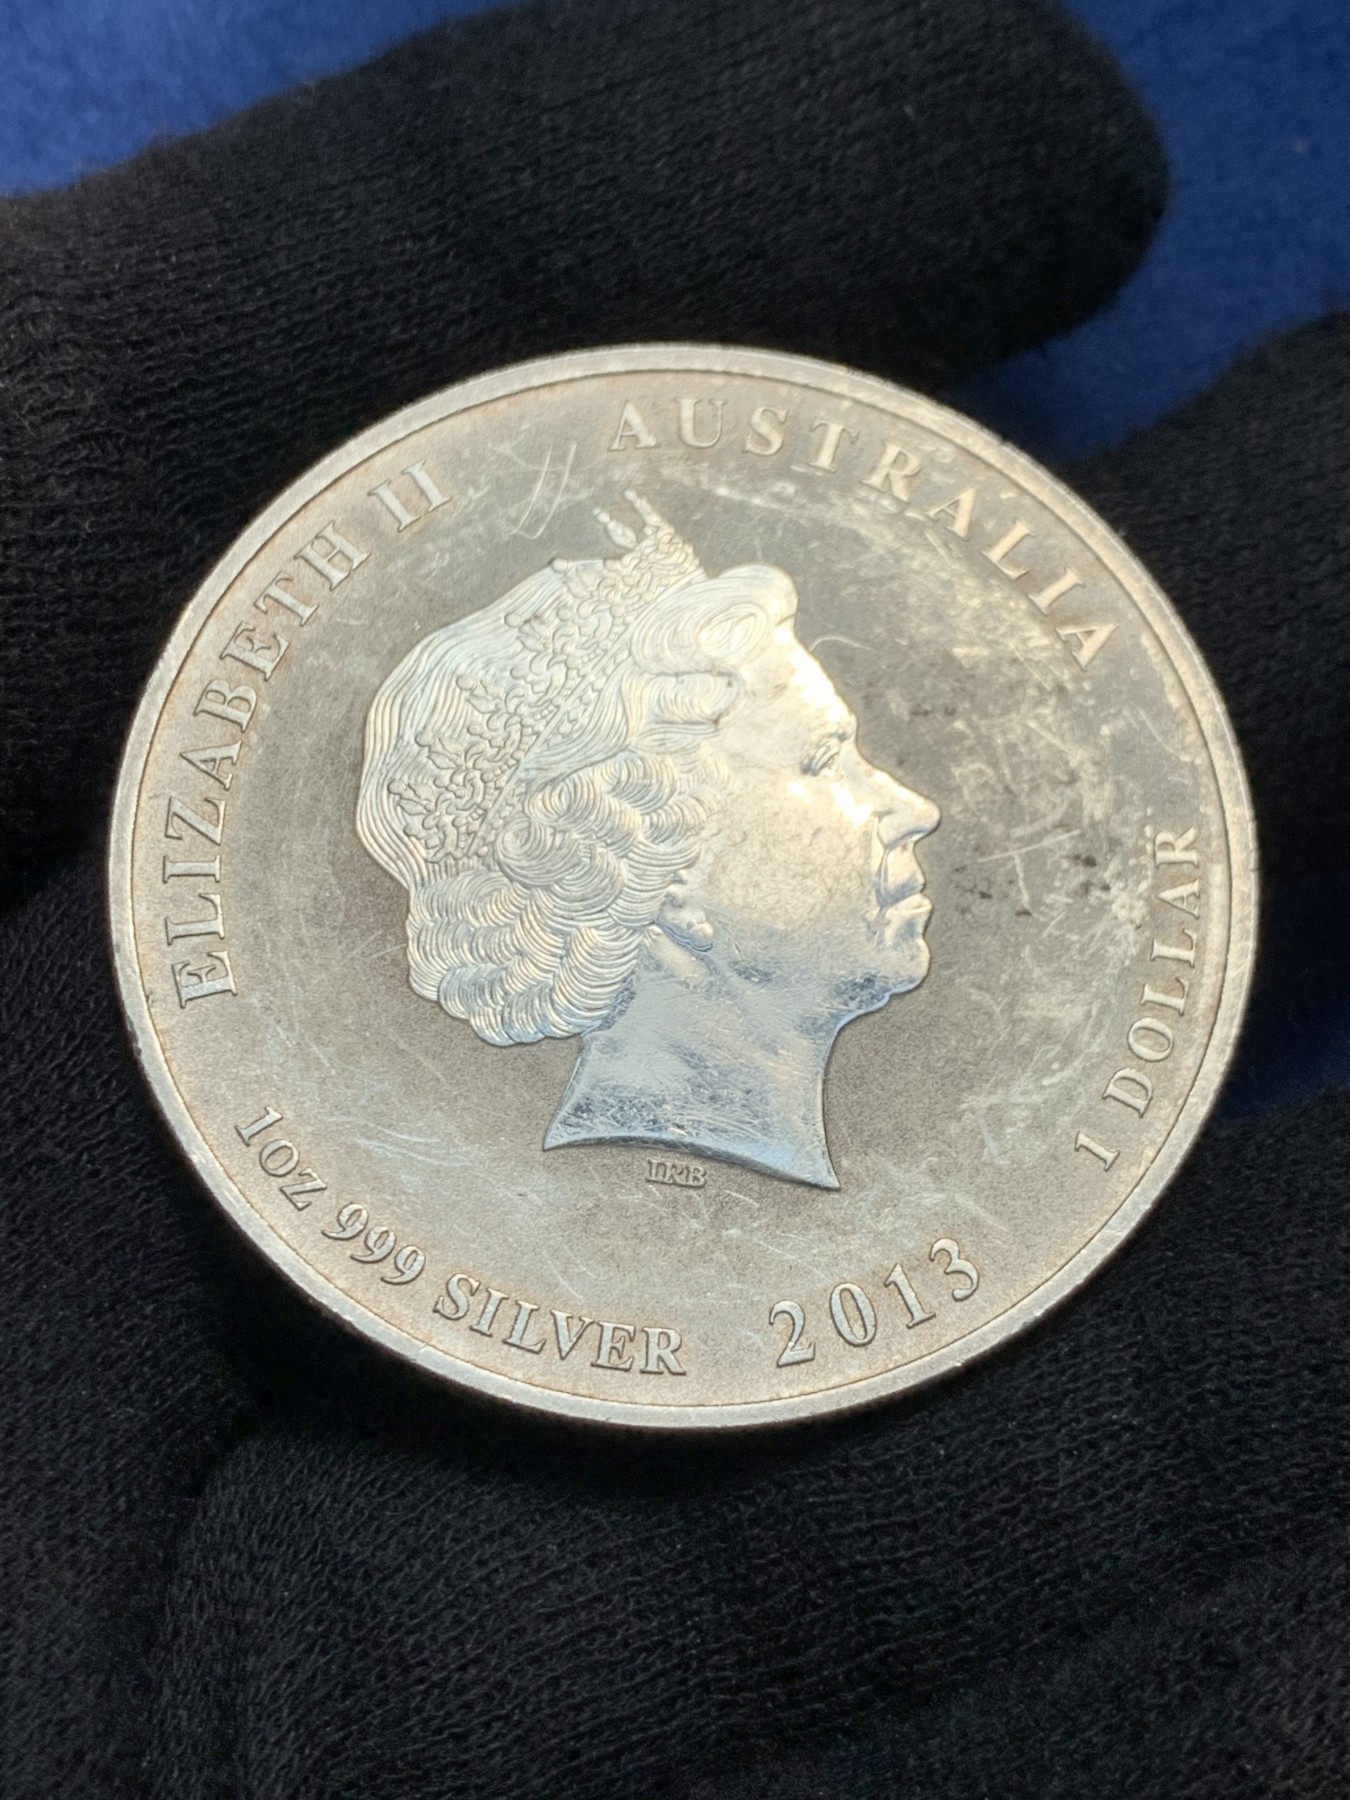 ELIZABETH II
AUSTRALIA
1 DOLLAR
1OZ 999 SILVER
2013
IRB